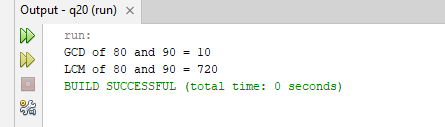 Output - q20 (run) ×
run:
GCD of 80 and 90 = 10
LCM of 80 and 90 = 720
BUILD SUCCESSFUL (total time: 0 seconds)